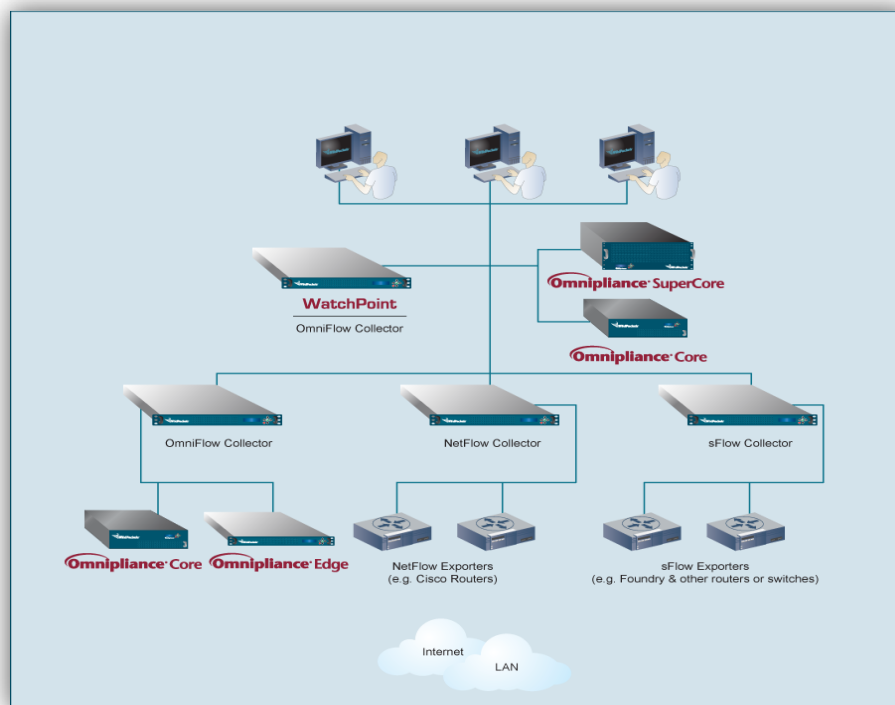 WatchPoint
OmniFlow Collector
Omnipliance SuperCore
Omnipliance Core
OmniFlow Collector
NetFlow Collector
sFlow Collector
Omnipliance Core
Omnipliance Edge
NetFlow Exporters
(e.g. Cisco Routers)
sFlow Exporters
(e.g. Foundry & other routers or switches)
Internet
LAN